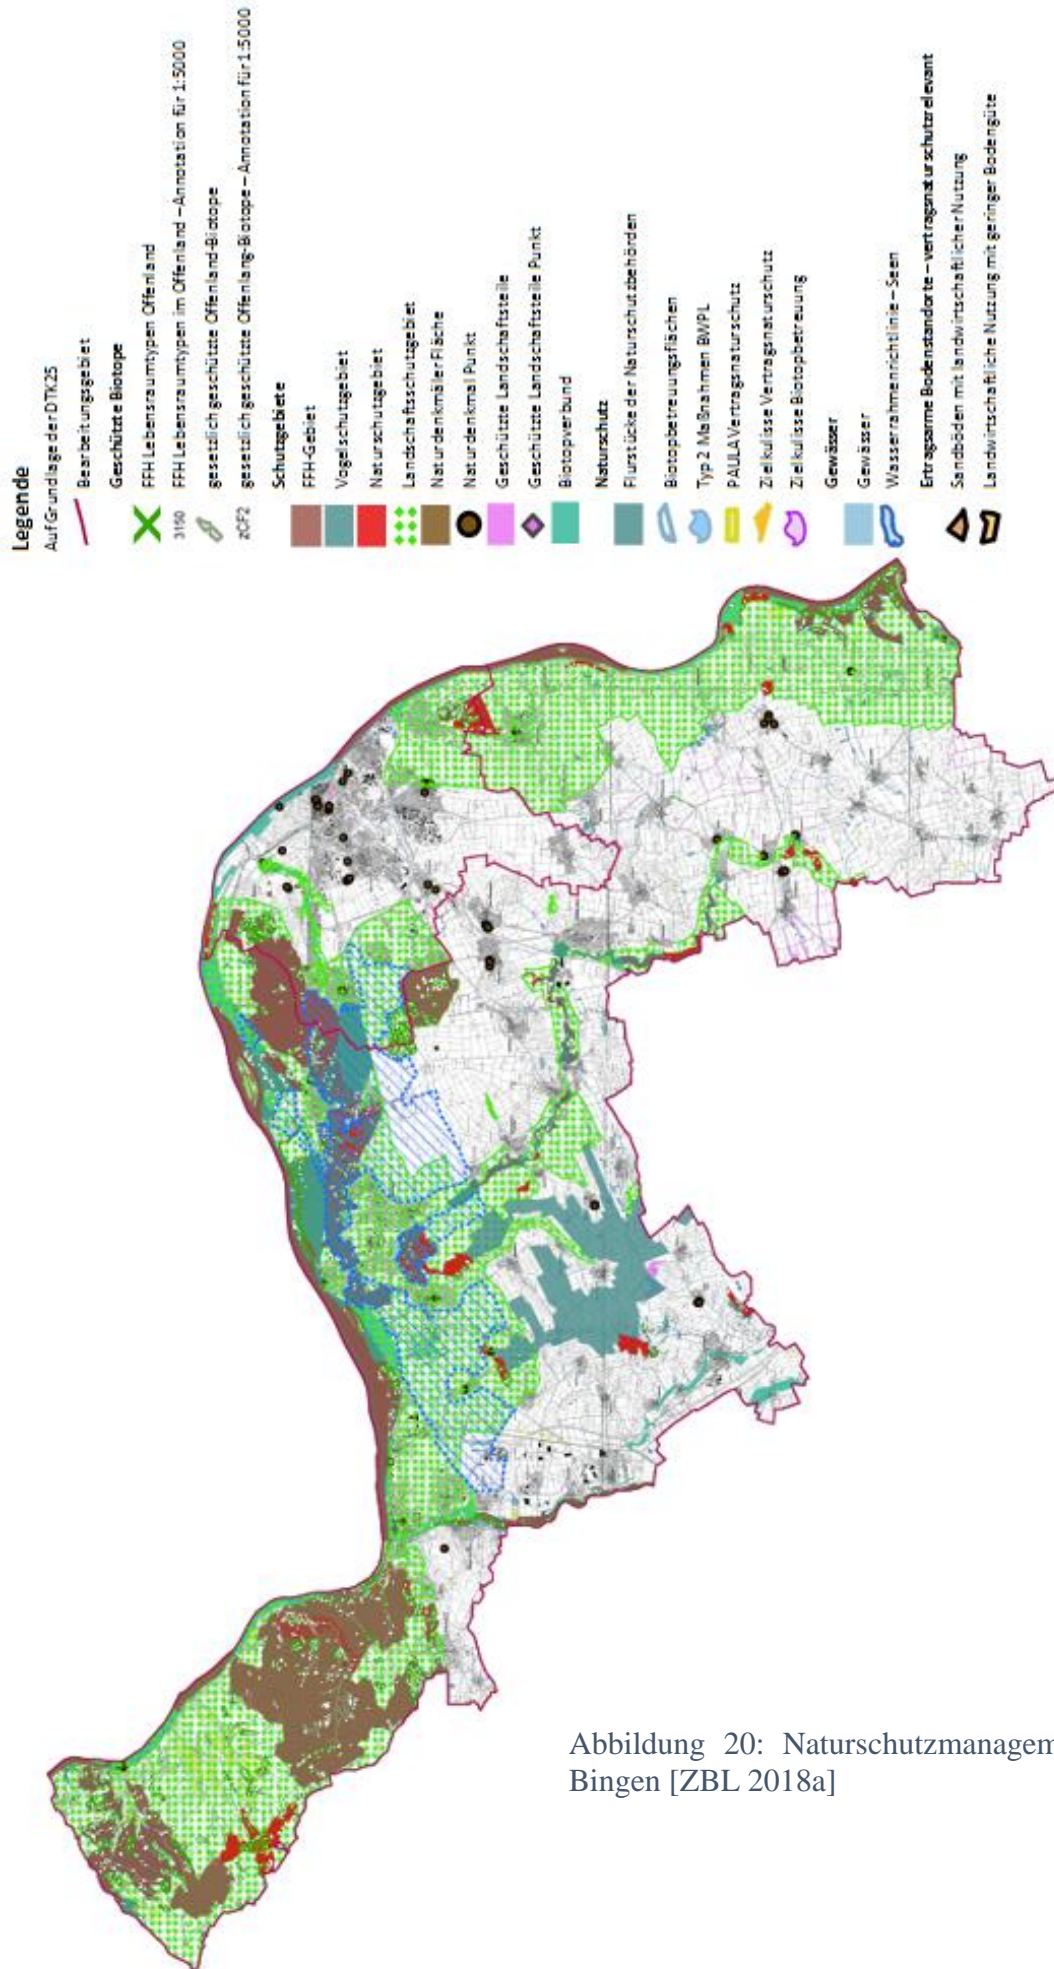 Legende
Auf Grundlage der DTK25
Bearbeitungsgebiet
Geschützte Biotope
FFH Lebensraumtypen Offenland
3150 FFH Lebensraumtypen im Offenland – Annotation für 1:5000
gesetzlich geschützte Offenland-Biotope
zCF2 gesetzlich geschützte Offenlang-Biotope – Annotation für 1:5000
Schutzgebiete
FFH-Gebiet
Vogelschutzgebiet
Naturschutzgebiet
Landschaftsschutzgebiet
Naturdenkmäler Fläche
Naturdenkmal Punkt
Geschützte Landschaftsteile
Geschützte Landschaftsteile Punkt
Biotopverbund
Naturschutz
Flurstücke der Naturschutzbehörden
Biotopbetreuungsflächen
Typ 2 Maßnahmen BWPL
PAULA Vertragsnaturschutz
Zielkulisse Vertragsnaturschutz
Zielkulisse Biotopbetreuung
Gewässer
Gewässer
Wasserrahmenrichtlinie – Seen
Ertragsarme Bodenstandorte – vertragsnaturschutzrelevant
Sandböden mit landwirtschaftlicher Nutzung
Landwirtschaftliche Nutzung mit geringer Bodengüte
Abbildung 20: Naturschutzmanagem
Bingen [ZBL 2018a]